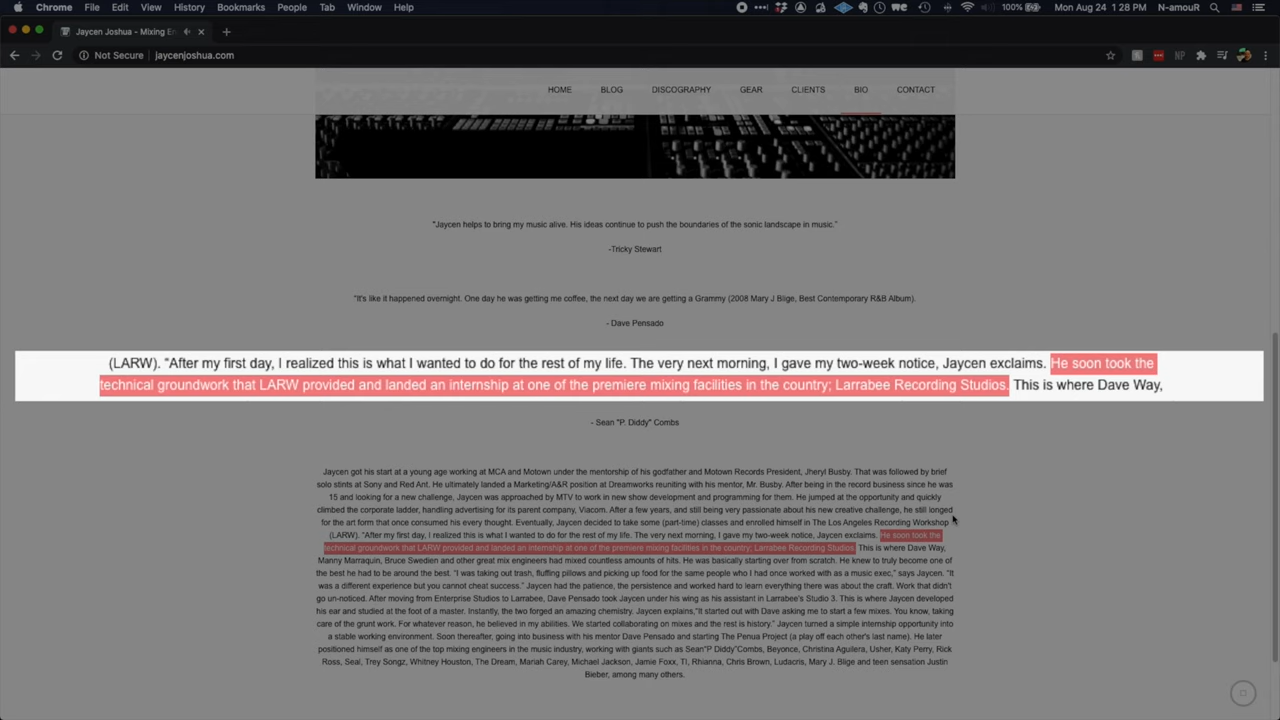 Chrome File Edit View History Bookmarks People Tab Window Help 100% Mon Aug 24 1:28 PM N-amouR
Jaycen Joshua - Mixing En
Not Secure jaycenjoshua.com NP
HOME BLOG DISCOGRAPHY GEAR CLIENTS BIO CONTACT
"Jaycen helps to bring my music alive. His ideas continue to push the boundaries of the sonic landscape in music."
-Tricky Stewart
"It's like it happened overnight. One day he was getting me coffee, the next day we are getting a Grammy (2008 Mary J Blige, Best Contemporary R&B Album).
- Dave Pensado
(LARW). "After my first day, I realized this is what I wanted to do for the rest of my life. The very next morning, I gave my two-week notice, Jaycen exclaims. He soon took the
technical groundwork that LARW provided and landed an internship at one of the premiere mixing facilities in the country; Larrabee Recording Studios. This is where Dave Way,
- Sean "P. Diddy" Combs
Jaycen got his start at a young age working at MCA and Motown under the mentorship of his godfather and Motown Records President, Jheryl Busby. That was followed by brief
solo stints at Sony and Red Ant. He ultimately landed a Marketing/A&R position at Dreamworks reuniting with his mentor, Mr. Busby. After being in the record business since he was
15 and looking for a new challenge, Jaycen was approached by MTV to work in new show development and programming for them. He jumped at the opportunity and quickly
climbed the corporate ladder, handling advertising for its parent company, Viacom. After a few years, and still being very passionate about his new creative challenge, he still longed
for the art form that once consumed his every thought. Eventually, Jaycen decided to take some (part-time) classes and enrolled himself in The Los Angeles Recording Workshop
(LARW). "After my first day, i realized this is what I wanted to do for the rest of my life. The very next morning, I gave my two-week notice, Jaycen exclaims. He soon took the
technical groundwork that LARW provided and landed an internship at one of the premiere mixing facilities in the country; Larrabee Recording Studios. This is where Dave Way,
Manny Marraquin, Bruce Swedien and other great mix engineers had mixed countless amounts of hits. He was basically starting over from scratch. He knew to truly become one of
the best he had to be around the best. "I was taking out trash, fluffing pillows and picking up food for the same people who I had once worked with as a music exec," says Jaycen. "It
was a different experience but you cannot cheat success." Jaycen had the patience, the persistence and worked hard to learn everything there was about the craft. Work that didn't
go un-noticed. After moving from Enterprise Studios to Larrabee, Dave Pensado took Jaycen under his wing as his assistant in Larrabee's Studio 3. This is where Jaycen developed
his ear and studied at the foot of a master. Instantly, the two forged an amazing chemistry. Jaycen explains,"It started out with Dave asking me to start a few mixes. You know, taking
care of the grunt work. For whatever reason, he believed in my abilities. We started collaborating on mixes and the rest is history." Jaycen turned a simple internship opportunity into
a stable working environment. Soon thereafter, going into business with his mentor Dave Pensado and starting The Penua Project (a play off each other's last name). He later
positioned himself as one of the top mixing engineers in the music industry, working with giants such as Sean"P Diddy"Combs, Beyonce, Christina Aguilera, Usher, Katy Perry, Rick
Ross, Seal, Trey Songz, Whitney Houston, The Dream, Mariah Carey, Michael Jackson, Jamie Foxx, TI, Rhianna, Chris Brown, Ludacris, Mary J. Blige and teen sensation Justin
Bieber, among many others.